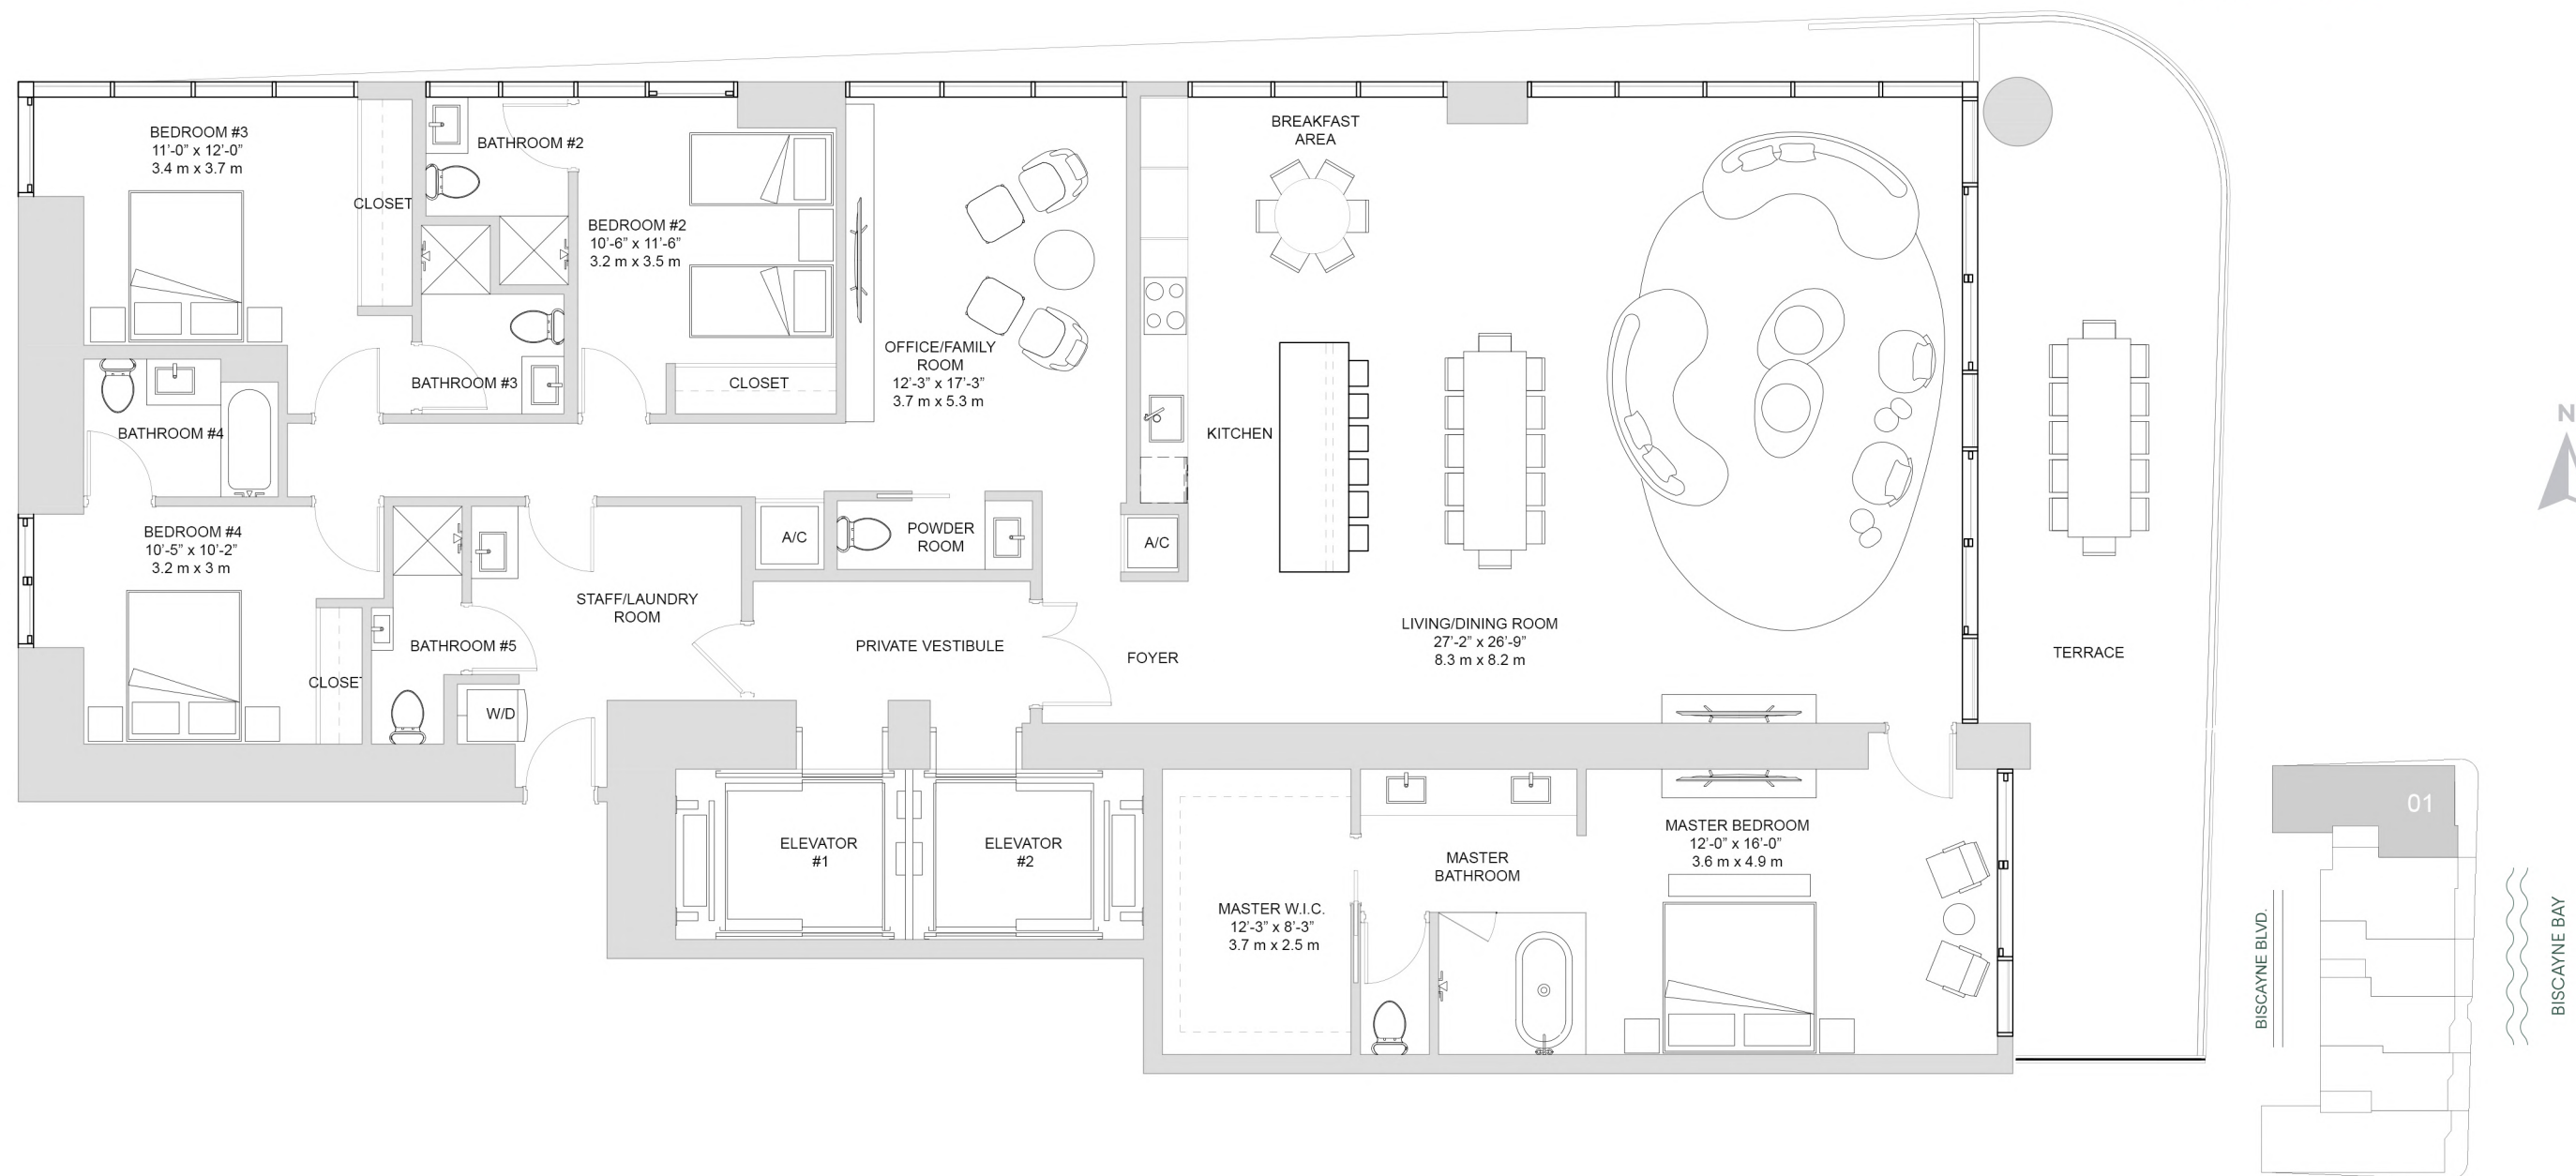 BEDROOM #3
11’-0” x 12’-0”
3.4 m x 3.7 m
CLOSET
BATHROOM #2
BEDROOM #2
10’-6” x 11’-6”
3.2 m x 3.5 m
CLOSET
BATHROOM #3
BATHROOM #4
OFFICE/FAMILY
ROOM
12’-3” x 17’-3”
3.7 m x 5.3 m
BREAKFAST
AREA
KITCHEN
BEDROOM #4
10’-5” x 10’-2”
3.2 m x 3 m
CLOSET
BATHROOM #5
W/D
STAFF/LAUNDRY
ROOM
A/C
POWDER
ROOM
A/C
PRIVATE VESTIBULE
FOYER
LIVING/DINING ROOM
27’-2” x 26’-9”
8.3 m x 8.2 m
TERRACE
ELEVATOR
#1
ELEVATOR
#2
MASTER W.I.C.
12’-3” x 8’-3”
3.7 m x 2.5 m
MASTER
BATHROOM
MASTER BEDROOM
12’-0” x 16’-0”
3.6 m x 4.9 m
N
01
BISCAYNE BLVD.
BISCAYNE BAY